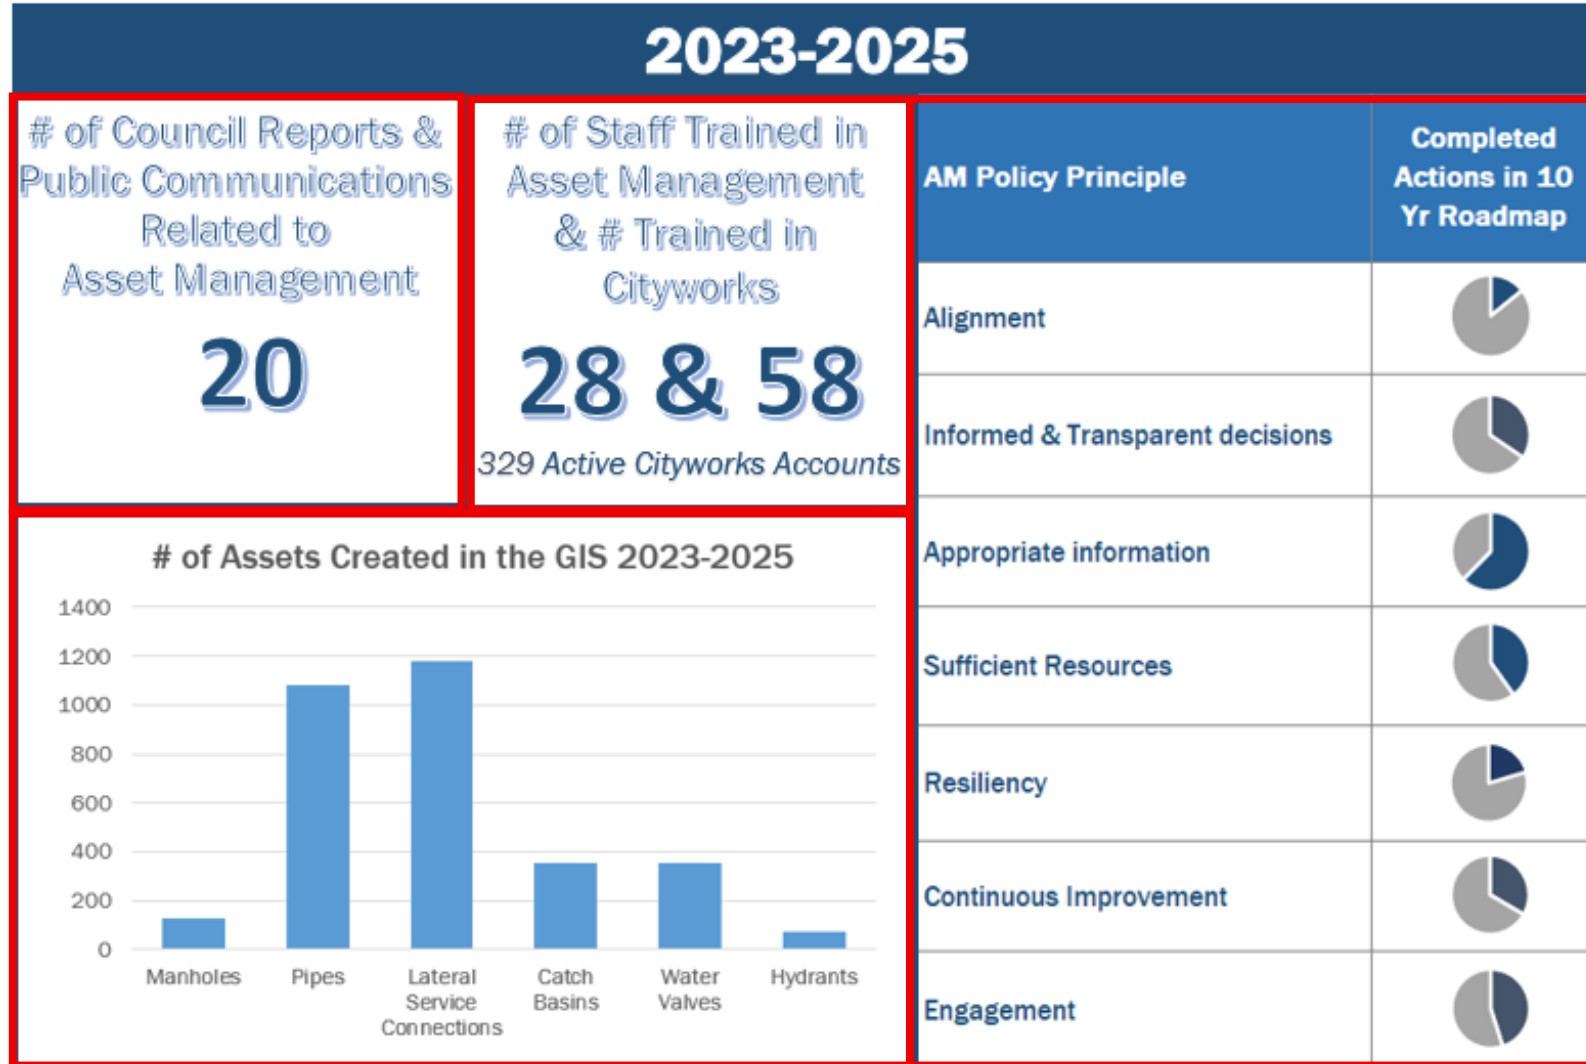 2023-2025
# of Council Reports &
Public Communications
Related to
Asset Management
20
# of Staff Trained in
Asset Management
& # Trained in
Cityworks
28 & 58
329 Active Cityworks Accounts
# of Assets Created in the GIS 2023-2025
1400
1200
1000
800
600
400
200
0
Manholes
Pipes
Lateral
Service
Connections
Catch
Basins
Water
Valves
Hydrants
AM Policy Principle
Completed
Actions in 10
Yr Roadmap
Alignment
Informed & Transparent decisions
Appropriate information
Sufficient Resources
Resiliency
Continuous Improvement
Engagement